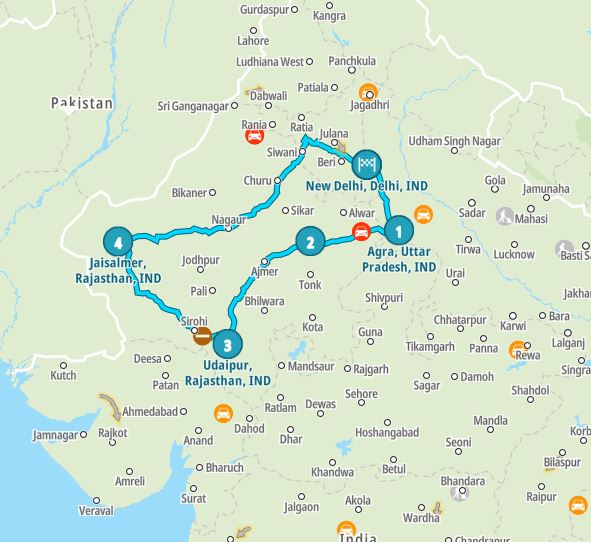 Gurdaspur
Kangra
Lahore
Ludhiana West
Panchkula
Pakistan
Dabwali
Patiala
Sri Ganganagar
Jagadhri
Rania
Ratia
Julana
Siwani
Beri
Udham Singh Nagar
New Delhi, Delhi, IND
Churu
Bikaner
Gola
Jamunaha
Sikar
Alwar
Sadar
Mahasi
Nagaur
1
4
2
Tirwa
Lucknow
Basti Sa
Jaisalmer,
Rajasthan, IND
Jodhpur
Ajmer
Agra, Uttar
Pradesh, IND
Urai
Tonk
Pali
Bhilwara
Shivpuri
Jakha
Sirohi
Kota
Guna
Chhatarpur
Karwi
Bara
3
Tikamgarh
Panna
Lalganj
Rewa
Deesa
Udaipur,
Rajasthan, IND
Mandsaur
Rajgarh
Singra
Kutch
Patan
Sagar
Damoh
Shahdol
Ahmedabad
Ratlam
Dewas
Sehore
Mandla
Jamnagar
Rajkot
Anand
Dahod
Dhar
Hoshangabad
Seoni
Korb
Bharuch
Khandwa
Betul
Bilaspur
Amreli
Surat
Bhandara
Raipur
Veraval
Jalgaon
Akola
Wardha
India
Chandrapur